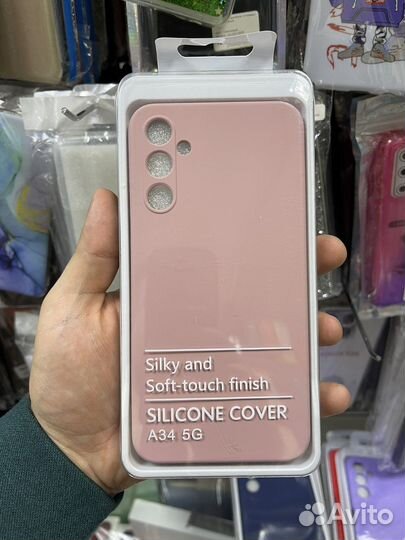 Silky and
Soft-touch finish
SILICONE COVER
A34 5G
Avito